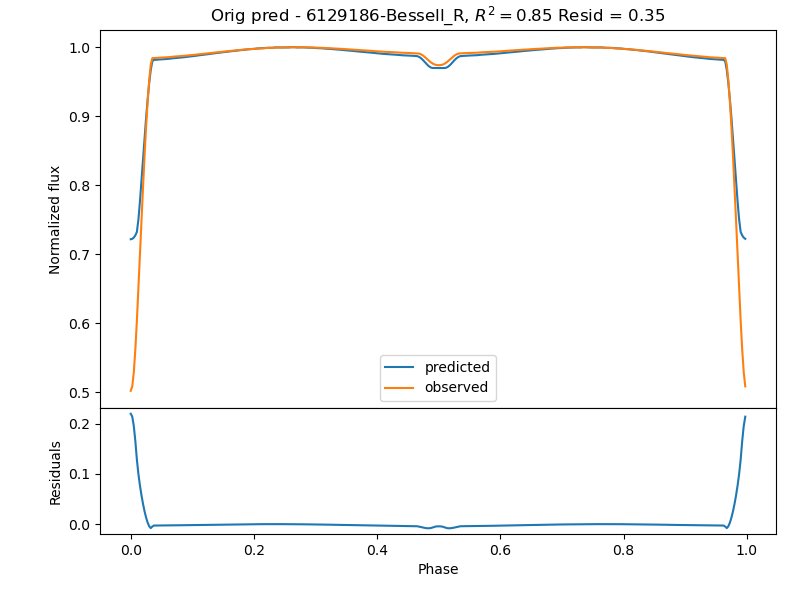 Orig pred - 6129186-Bessell_R, R² = 0.85 Resid = 0.35
1.0
0.9
0.8
0.7
0.6
0.5
Normalized flux
predicted
observed
0.2
0.1
0.0
Residuals
0.0 0.2 0.4 0.6 0.8 1.0
Phase